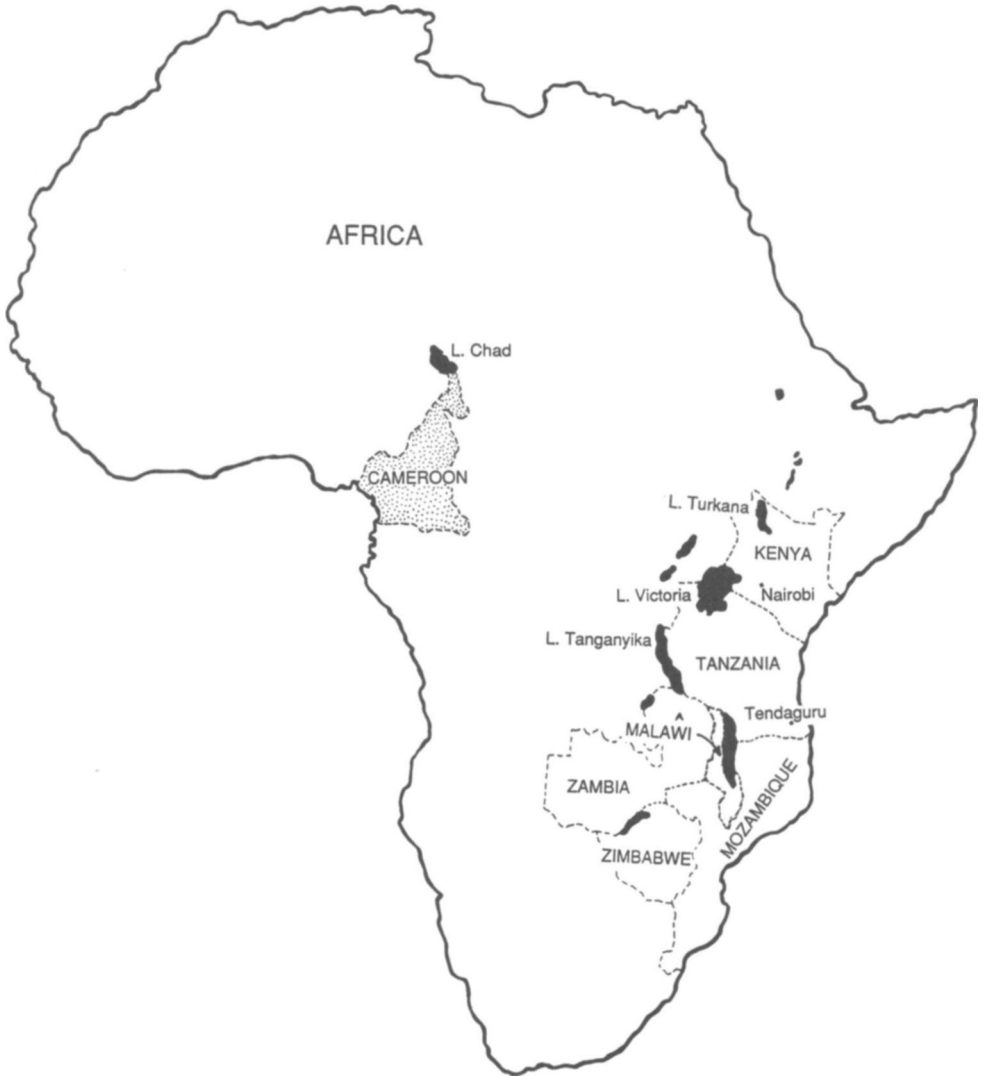 AFRICA
L. Chad
CAMEROON
L. Turkana
KENYA
L. Victoria
Nairobi
L. Tanganyika
TANZANIA
Tendaguru
MALAWI
ZAMBIA
MOZAMBIQUE
ZIMBABWE